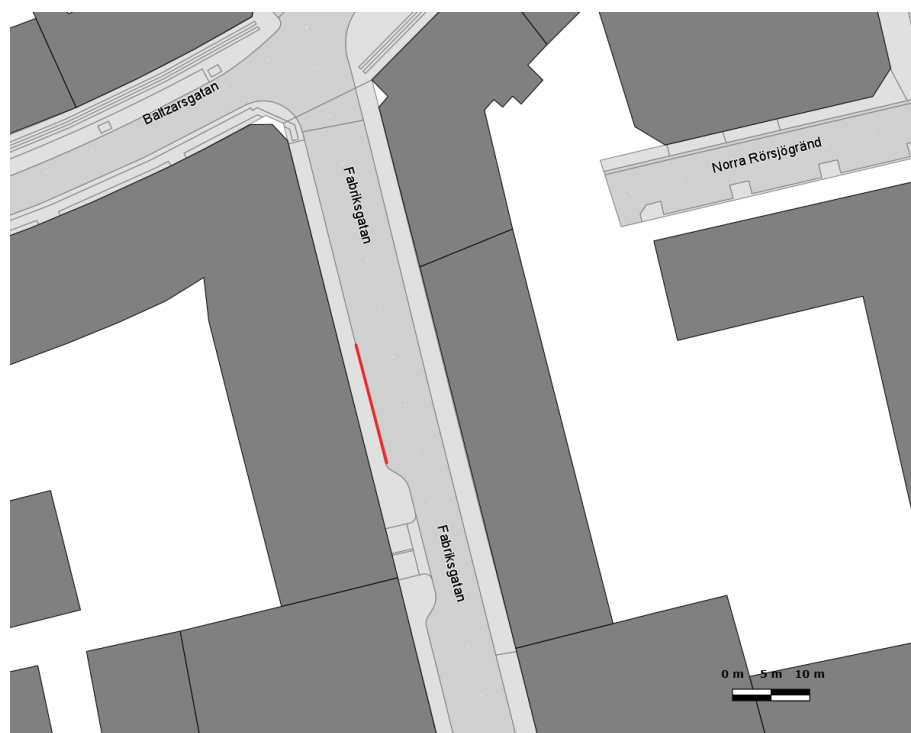 Baltzarsgatan
Norra Rörsjögränd
Fabriksgatan
Fabriksgatan
0 m 5 m 10 m